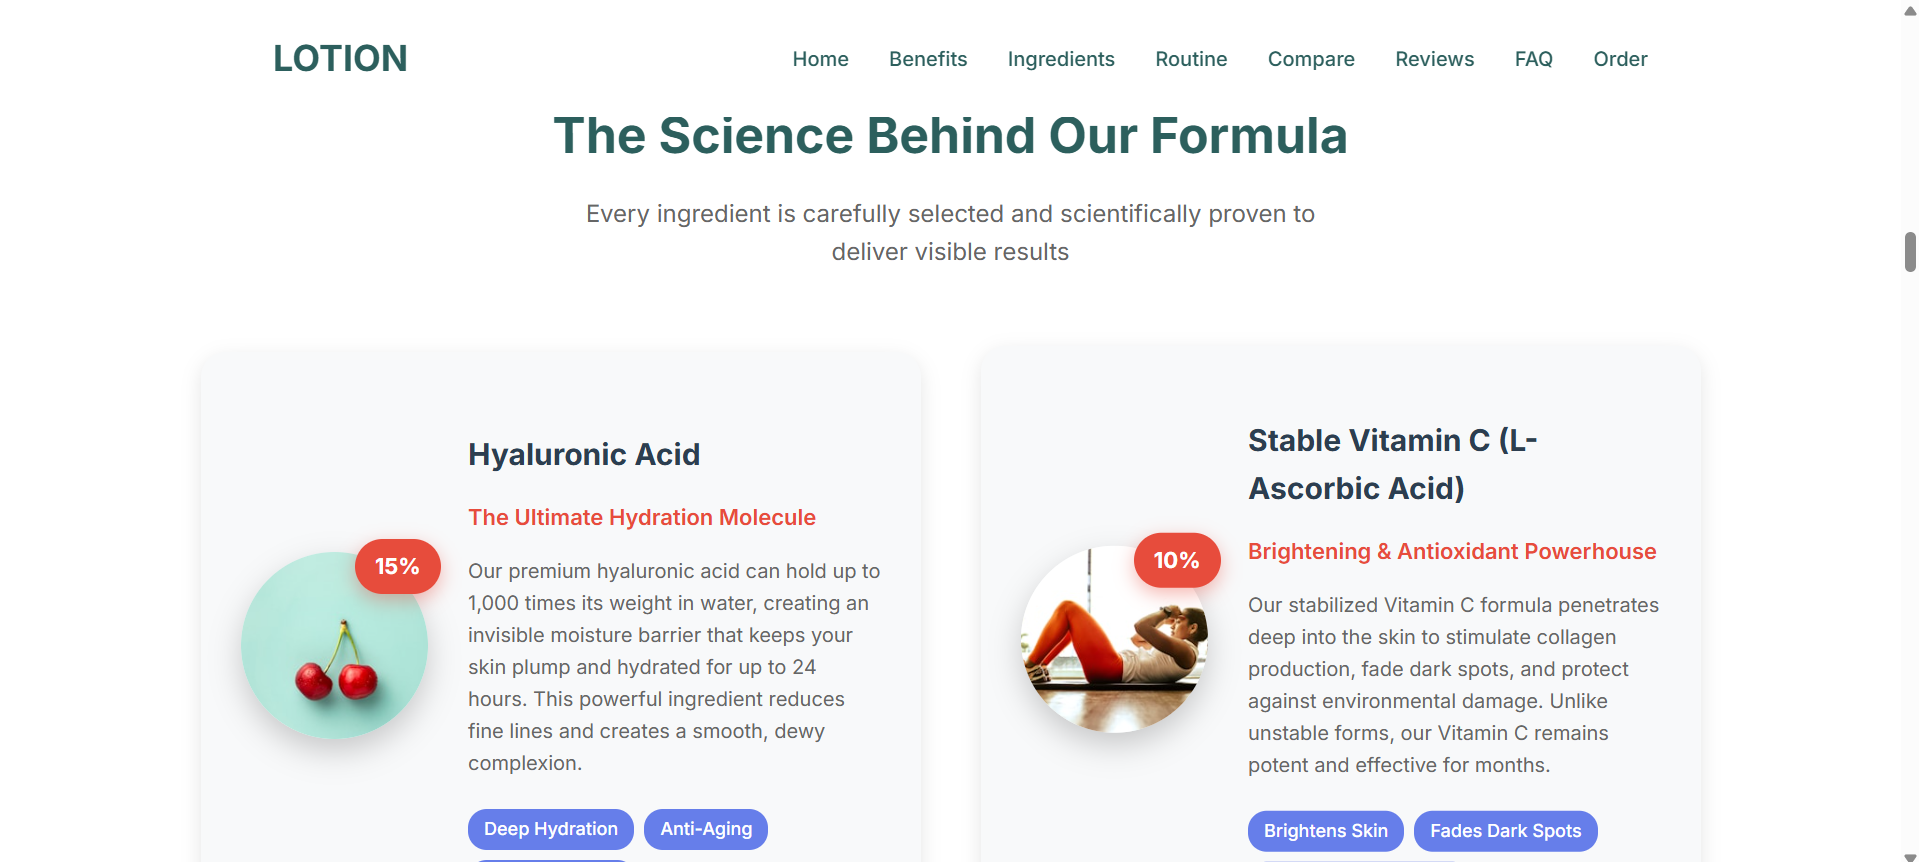 LOTION
Home Benefits Ingredients Routine Compare Reviews FAQ Order
The Science Behind Our Formula
Every ingredient is carefully selected and scientifically proven to
deliver visible results
15%
Hyaluronic Acid
The Ultimate Hydration Molecule
Our premium hyaluronic acid can hold up to
1,000 times its weight in water, creating an
invisible moisture barrier that keeps your
skin plump and hydrated for up to 24
hours. This powerful ingredient reduces
fine lines and creates a smooth, dewy
complexion.
Deep Hydration Anti-Aging
10%
Stable Vitamin C (L-
Ascorbic Acid)
Brightening & Antioxidant Powerhouse
Our stabilized Vitamin C formula penetrates
deep into the skin to stimulate collagen
production, fade dark spots, and protect
against environmental damage. Unlike
unstable forms, our Vitamin C remains
potent and effective for months.
Brightens Skin Fades Dark Spots